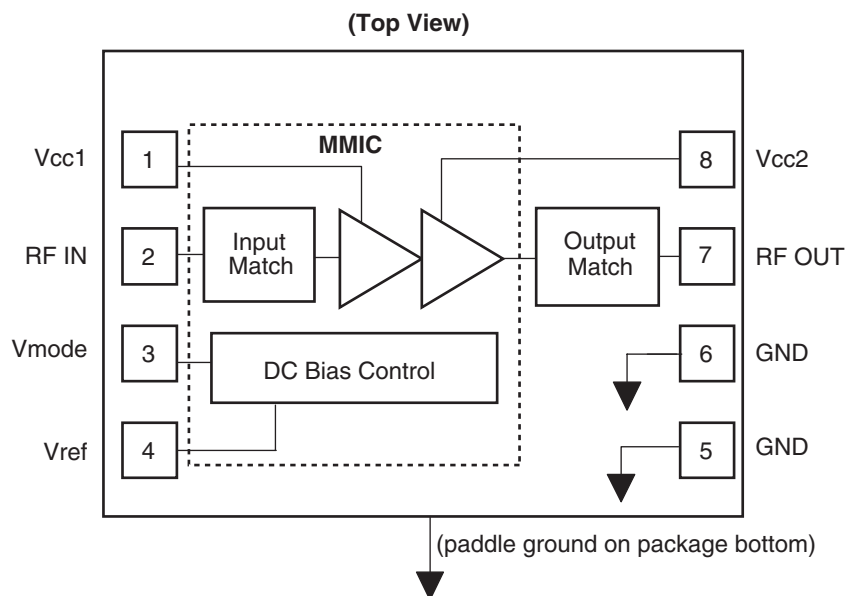 (Top View)
MMIC
Vcc1
1
8
Vcc2
RF IN
2
Input
Match
Output
Match
7
RF OUT
Vmode
3
DC Bias Control
6
GND
Vref
4
5
GND
(paddle ground on package bottom)